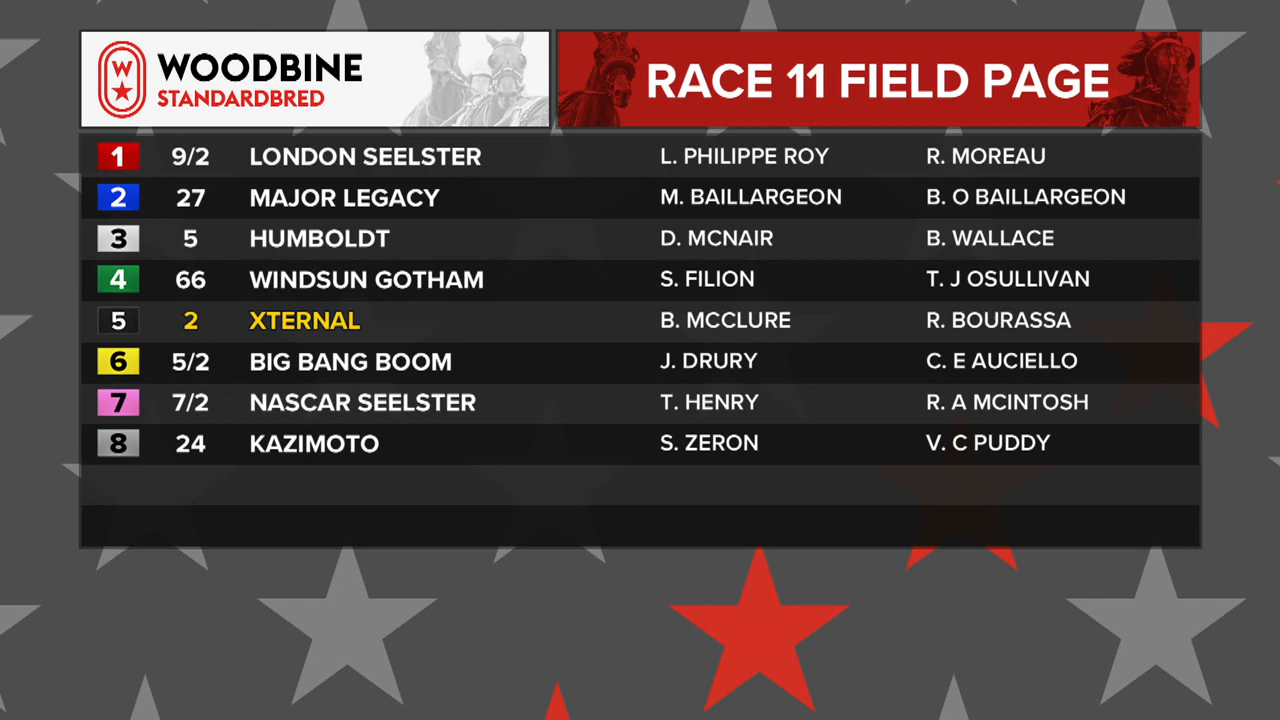 W
WOODBINE
STANDARDBRED
RACE 11 FIELD PAGE
1 9/2 LONDON SEELSTER L. PHILIPPE ROY R. MOREAU
2 27 MAJOR LEGACY M. BAILLARGEON B. O BAILLARGEON
3 5 HUMBOLDT D. MCNAIR B. WALLACE
4 66 WINDSUN GOTHAM S. FILION T. J OSULLIVAN
5 2 XTERNAL B. MCCLURE R. BOURASSA
6 5/2 BIG BANG BOOM J. DRURY C. E AUCIELLO
7 7/2 NASCAR SEELSTER T. HENRY R. A MCINTOSH
8 24 KAZIMOTO S. ZERON V. C PUDDY